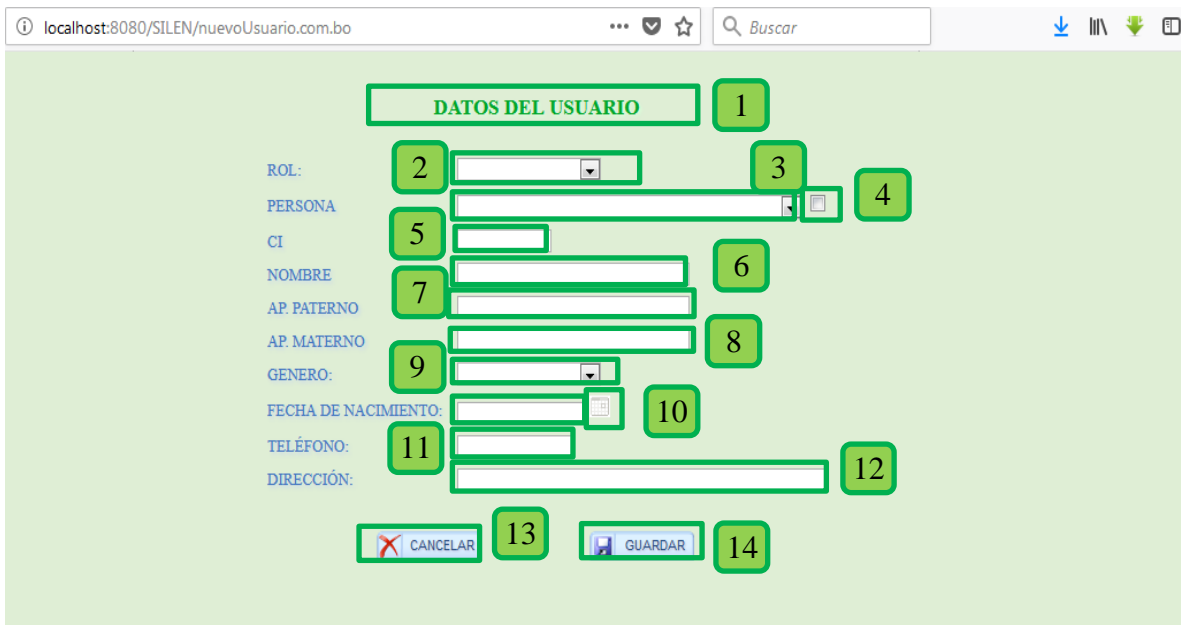 localhost:8080/SILEN/nuevoUsuario.com.bo ••• Buscar
DATOS DEL USUARIO 1
ROL: 2 3
PERSONA 4
CI 5
NOMBRE 6
AP. PATERNO 7
AP. MATERNO 8
GENERO: 9
FECHA DE NACIMIENTO: 10
TELÉFONO: 11
DIRECCIÓN: 12
CANCELAR 13 GUARDAR 14